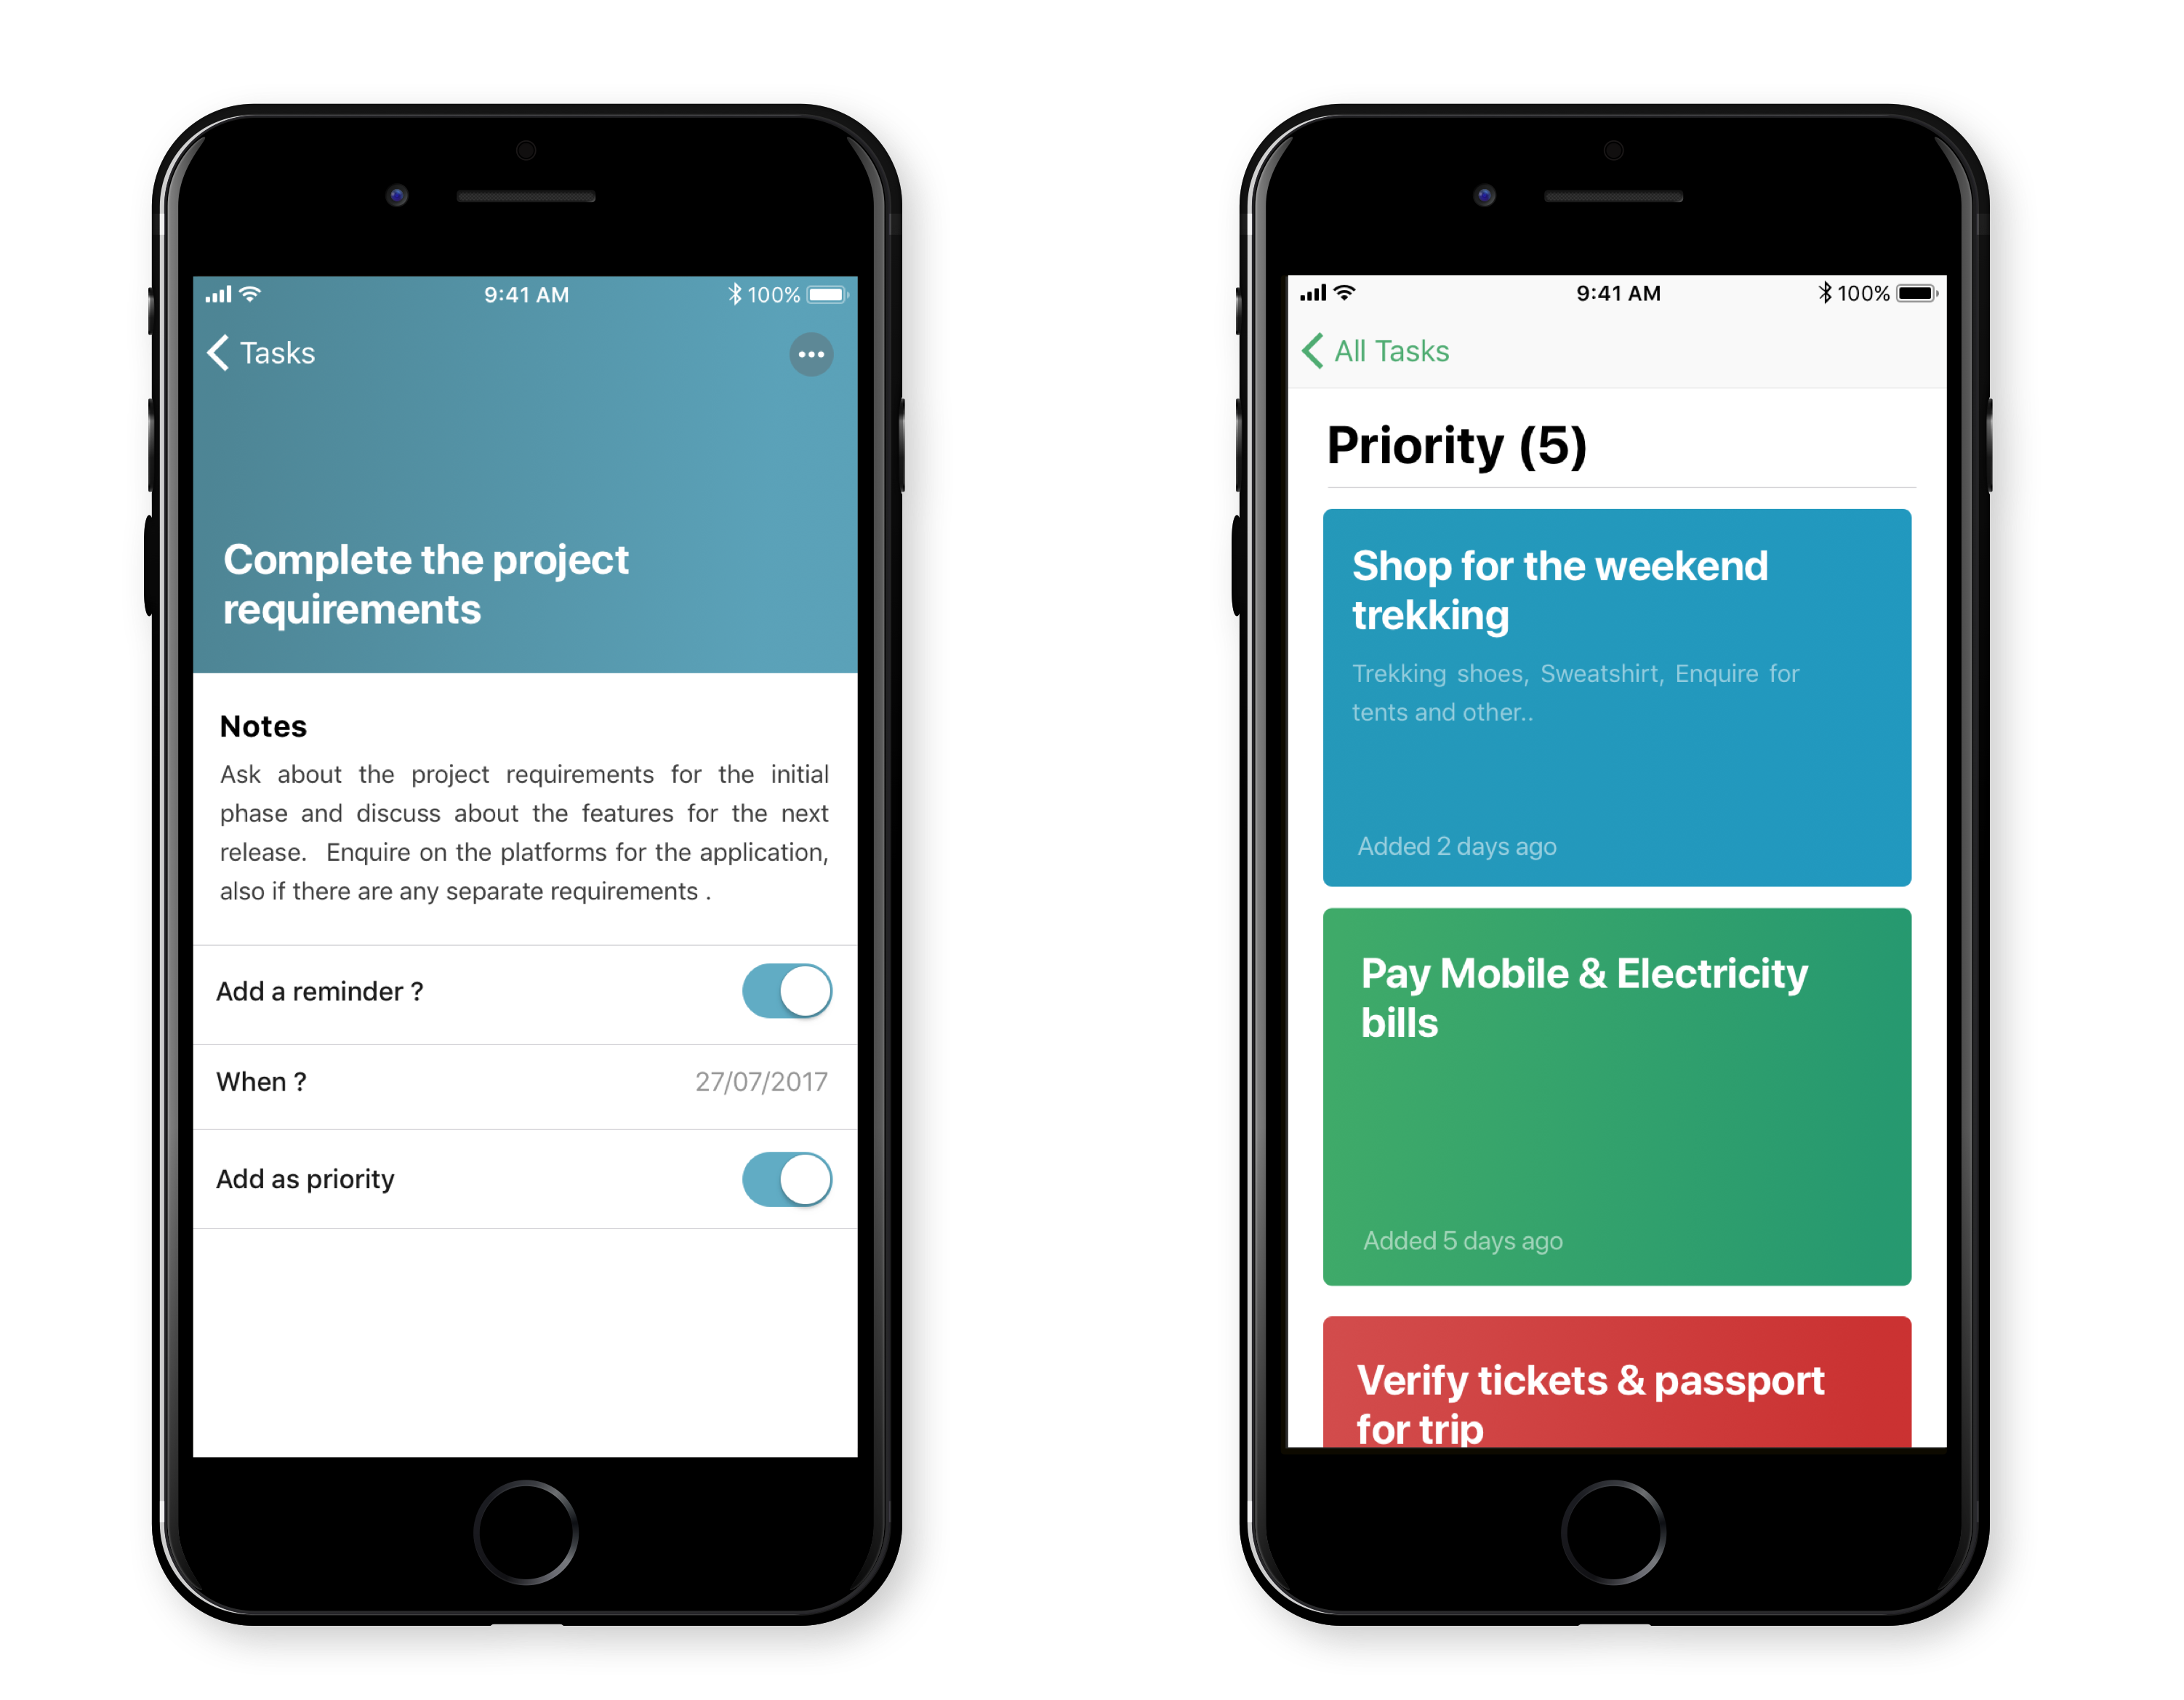 9:41 AM
100%
Tasks
Complete the project
requirements
Notes
Ask about the project requirements for the initial
phase and discuss about the features for the next
release. Enquire on the platforms for the application,
also if there are any separate requirements .
Add a reminder ?
When ?
27/07/2017
Add as priority
9:41 AM
100%
All Tasks
Priority (5)
Shop for the weekend
trekking
Trekking shoes, Sweatshirt, Enquire for
tents and other..
Added 2 days ago
Pay Mobile & Electricity
bills
Added 5 days ago
Verify tickets & passport
for trip